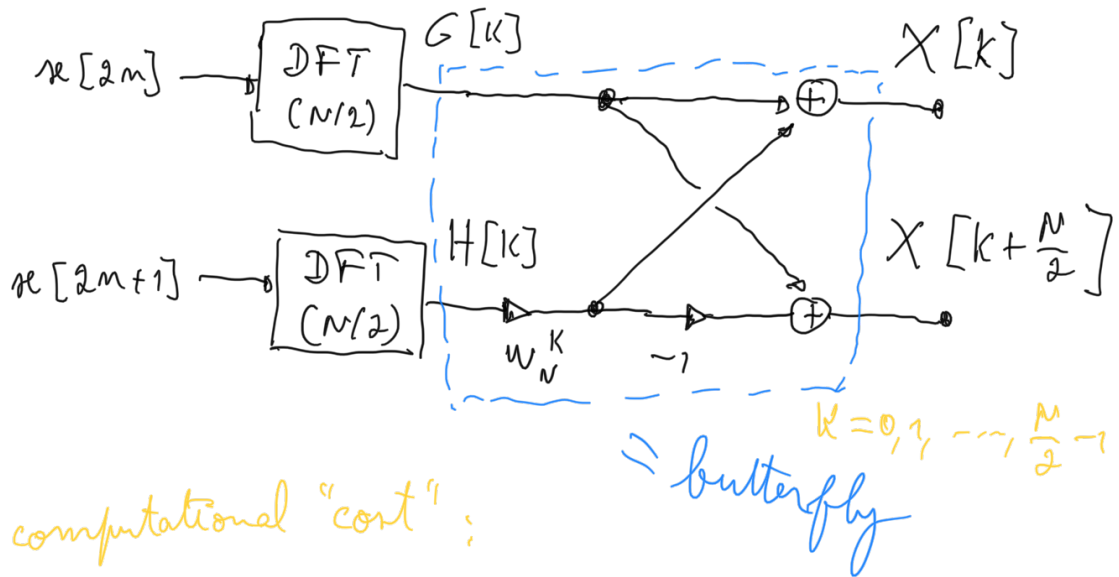 G[k]
X[k]
x[2n]
DFT
(N/2)
H[k]
X[k+N/2]
x[2n+1]
DFT
(N/2)
W_N^k
-1
k=0,1,---,N/2-1
= butterfly
computational "cost":